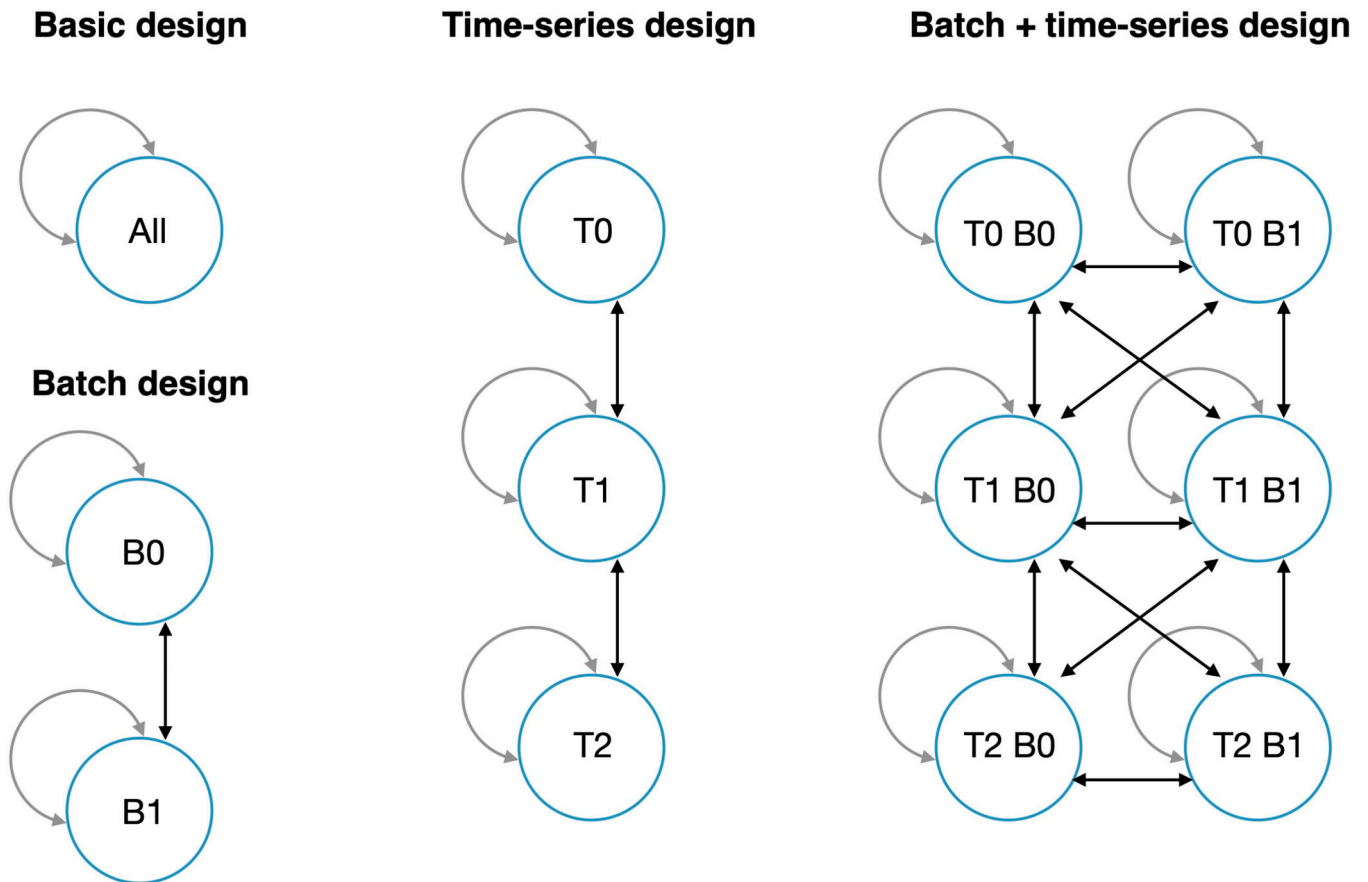 Basic design
All
Batch design
B0
B1
Time-series design
T0
T1
T2
Batch + time-series design
T0 B0
T0 B1
T1 B0
T1 B1
T2 B0
T2 B1